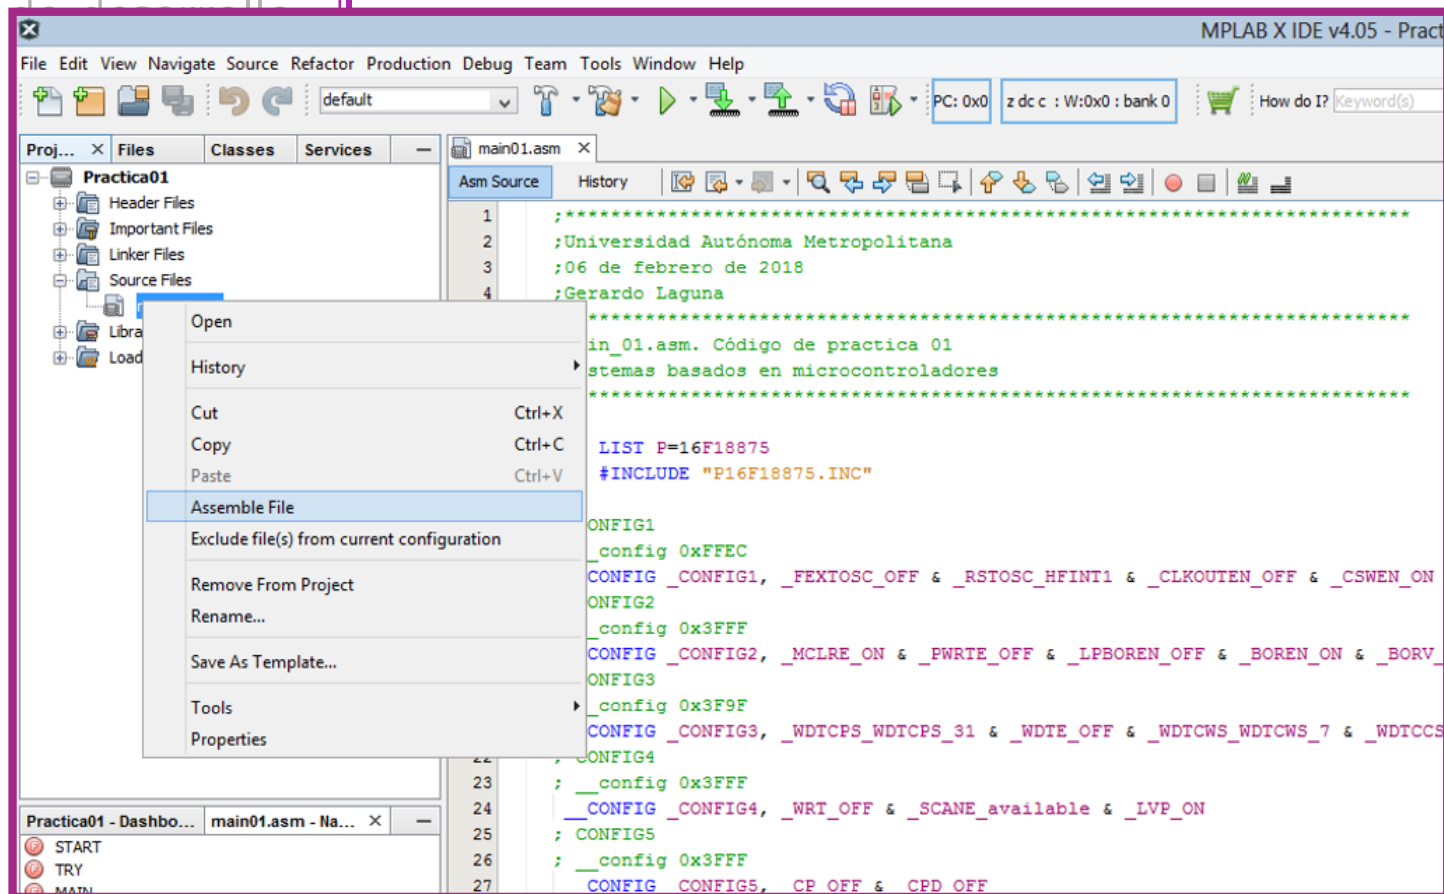 MPLAB X IDE v4.05 - Pract
File Edit View Navigate Source Refactor Production Debug Team Tools Window Help
default
PC: 0x0
z dc c : W:0x0 : bank 0
How do I? Keyword(s)
Proj... Files Classes Services
main01.asm
Practica01
Asm Source History
Header Files
Important Files
Linker Files
Source Files
Libra
Load
Open
History
Cut Ctrl+X
Copy Ctrl+C
Paste Ctrl+V
Assemble File
Exclude file(s) from current configuration
Remove From Project
Rename...
Save As Template...
Tools
Properties
1 ;**************************************************************************
2 ;Universidad Autónoma Metropolitana
3 ;06 de febrero de 2018
4 ;Gerardo Laguna
**************************************************************************
in_01.asm. Código de practica 01
stemas basados en microcontroladores
**************************************************************************
LIST P=16F18875
#INCLUDE "P16F18875.INC"
ONFIG1
_config 0xFFEC
CONFIG _CONFIG1, _FEXTOSC_OFF & _RSTOSC_HFINT1 & _CLKOUTEN_OFF & _CSWEN_ON
ONFIG2
_config 0x3FFF
CONFIG _CONFIG2, _MCLRE_ON & _PWRTE_OFF & _LPBOREN_OFF & _BOREN_ON & _BORV_
ONFIG3
_config 0x3F9F
CONFIG _CONFIG3, _WDTCPS_WDTCPS_31 & _WDTE_OFF & _WDTCWS_WDTCWS_7 & _WDTCCS
22 ; CONFIG4
23 ; __config 0x3FFF
24 __CONFIG _CONFIG4, _WRT_OFF & _SCANE_available & _LVP_ON
25 ; CONFIG5
26 ; __config 0x3FFF
27 CONFIG CONFIG5, CP OFF & CPD OFF
Practica01 - Dashbo... main01.asm - Na...
START
TRY
MAIN